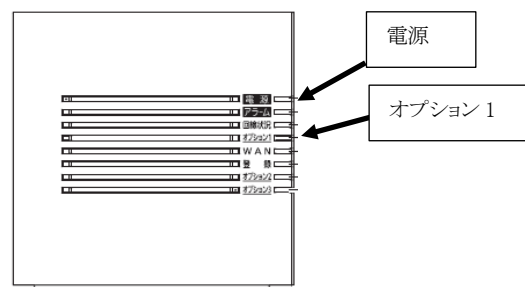 電源
オプション 1
電 源
アラーム
回線状況
オプション1
W A N
登 録
オプション2
オプション3